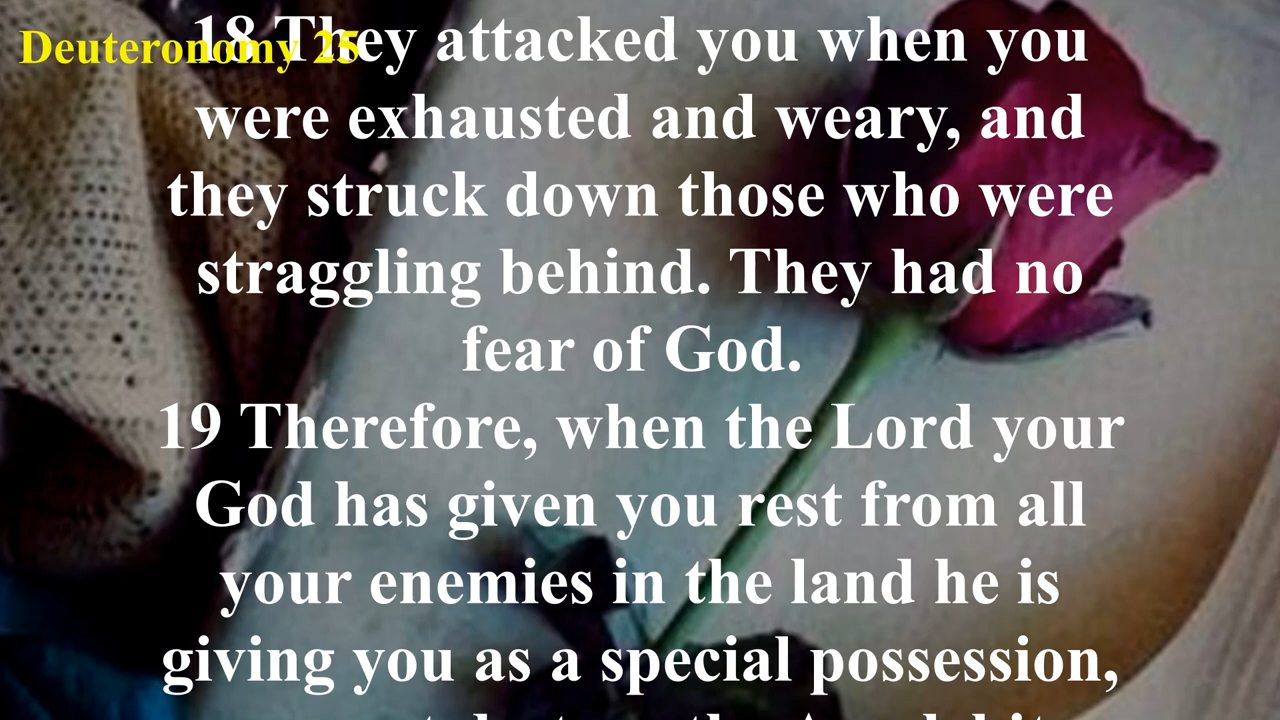 Deuteronomy 25
18 They attacked you when you
were exhausted and weary, and
they struck down those who were
straggling behind. They had no
fear of God.
19 Therefore, when the Lord your
God has given you rest from all
your enemies in the land he is
giving you as a special possession,